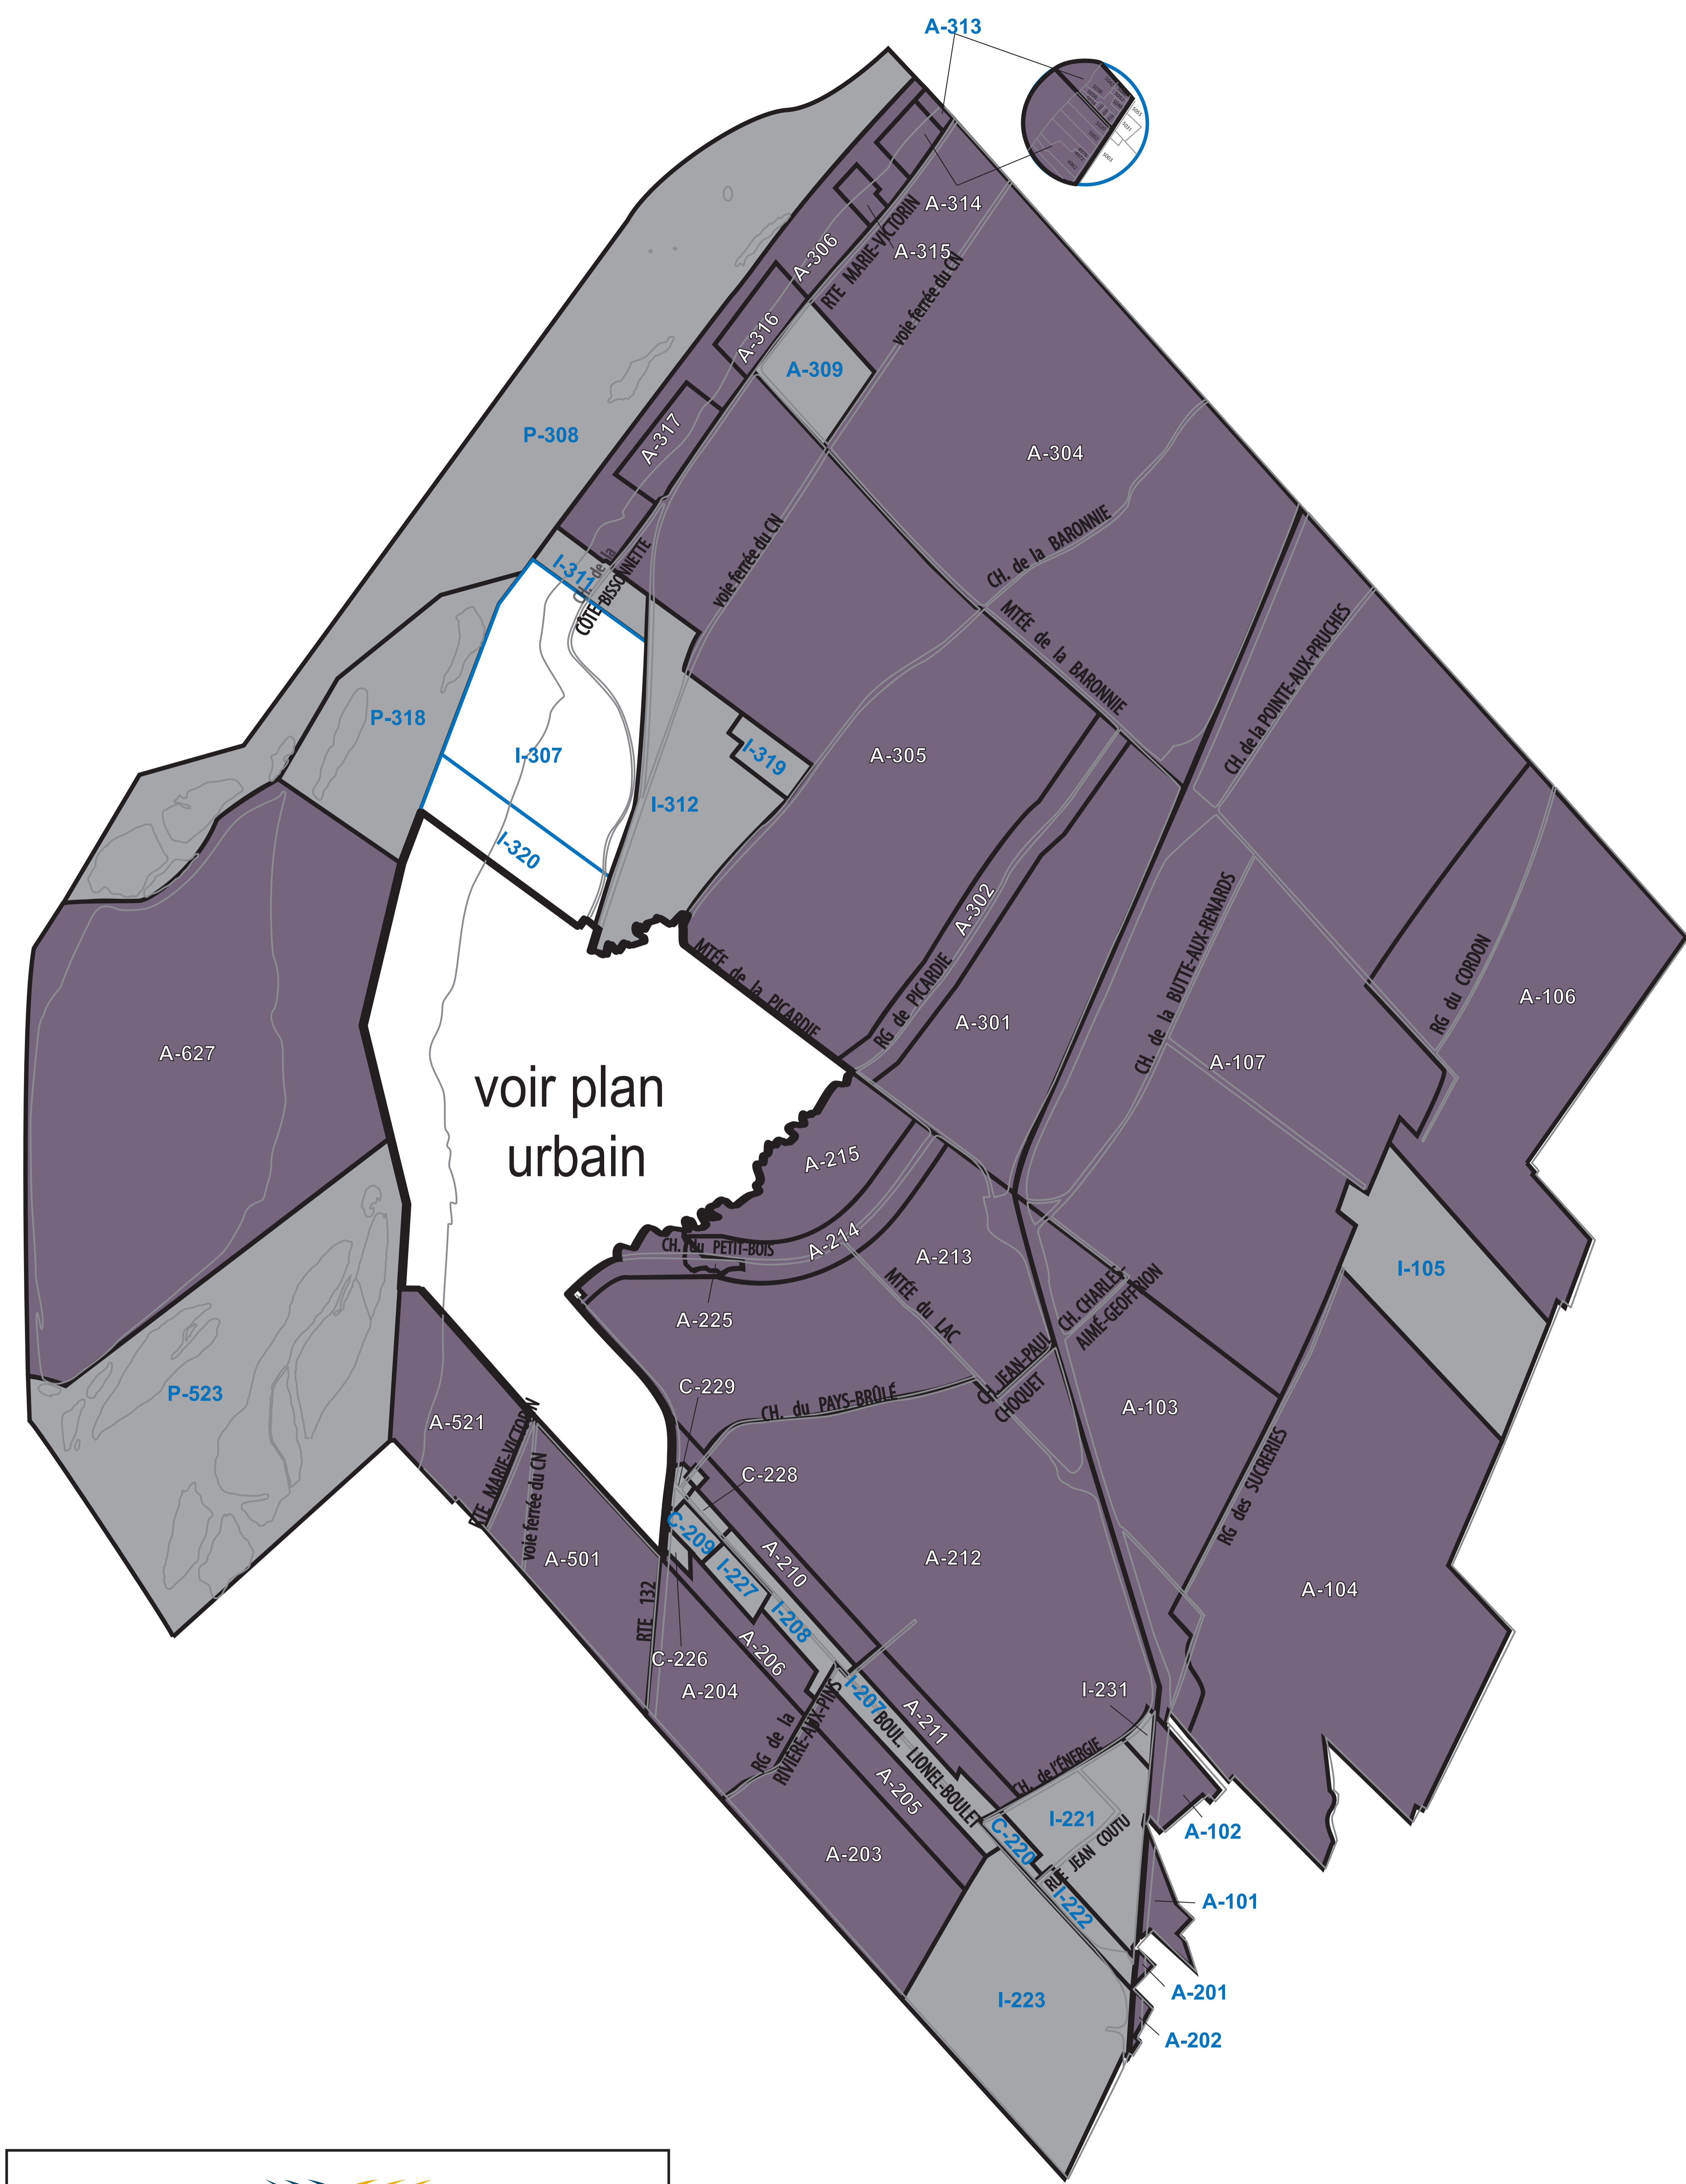 A-313
A-314
A-315
A-306
RTE MARIE-VICTORIN
voie ferrée du CN
A-316
A-309
A-317
P-308
A-304
CH. de la BARONNIE
voie ferrée du CN
I-311
CH. de la
CÔTE-BISSONNETTE
MTÉE de la BARONNIE
CH. de la POINTE-AUX-PRUCHES
P-318
I-307
I-319
A-305
I-312
I-320
A-302
CH. de la BUTTE-AUX-RENARDS
MTÉE de la PICARDIE
RG de PICARDIE
A-301
RG du CORDON
A-106
A-627
A-107
voir plan
urbain
A-215
A-214
CH. du PETIT-BOIS
A-213
I-105
A-225
MTÉE du LAC
CH. CHARLES-
AIMÉ-GEOFFRION
CH. JEAN-PAUL
CHOQUET
P-523
C-229
CH. du PAYS-BRÛLÉ
A-103
A-521
RTE MARIE-VICTORIN
voie ferrée du CN
C-228
RG des SUCRERIES
C-209
A-210
A-501
I-227
A-212
A-104
RTE 132
I-208
A-206
C-226
A-204
I-207
I-231
RG de la
RIVIÈRE-AUX-PINS
A-211
BOUL. LIONEL-BOULET
CH. de l'ÉNERGIE
A-205
I-221
C-220
A-102
RUE JEAN COUTU
A-203
I-222
A-101
A-201
I-223
A-202